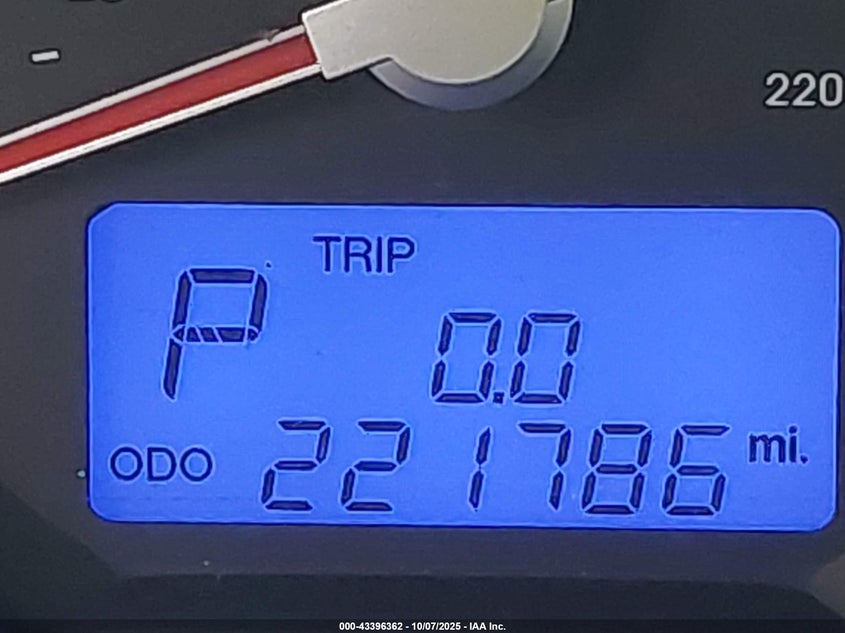 220
TRIP
P
0.0
ODO 221786 mi.
000-43396362 - 10/07/2025 - IAA Inc.